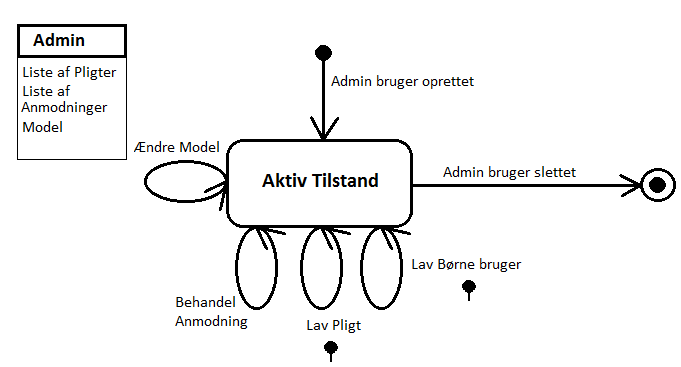 Admin
Liste af Pligter
Liste af
Anmodninger
Model
Admin bruger oprettet
Ændre Model
Aktiv Tilstand
Admin bruger slettet
Behandel
Anmodning
Lav Pligt
Lav Børne bruger